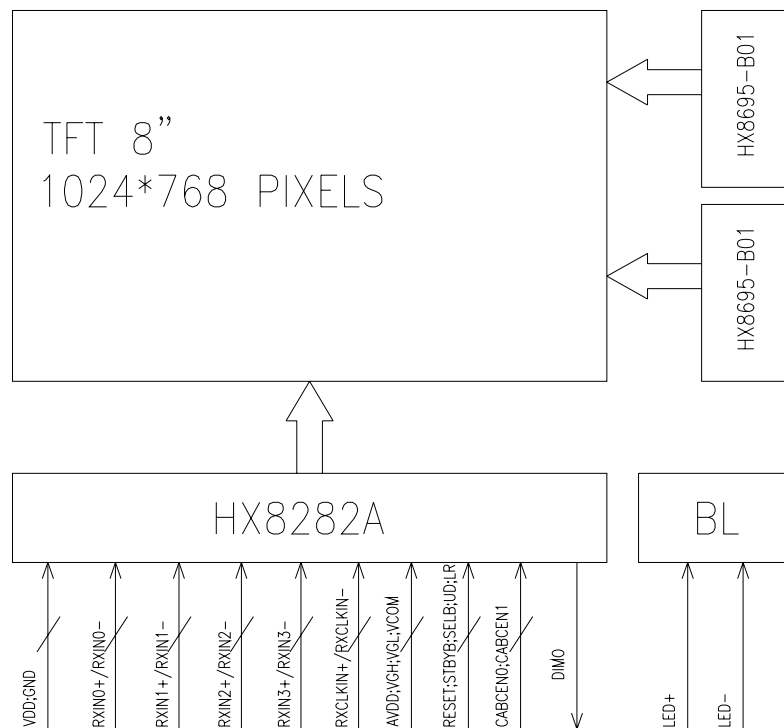 TFT 8”
1024*768 PIXELS
HX8695-B01
HX8695-B01
HX8282A
BL
VDD;GND
RXIN0+/RXIN0-
RXIN1+/RXIN1-
RXIN2+/RXIN2-
RXIN3+/RXIN3-
RXCLKIN+/RXCLKIN-
AVDD;VGH;VGL;VCOM
RESET;STBYB;SELB;UD;LR
CABCEN0;CABCEN1
DIMO
LED+
LED-